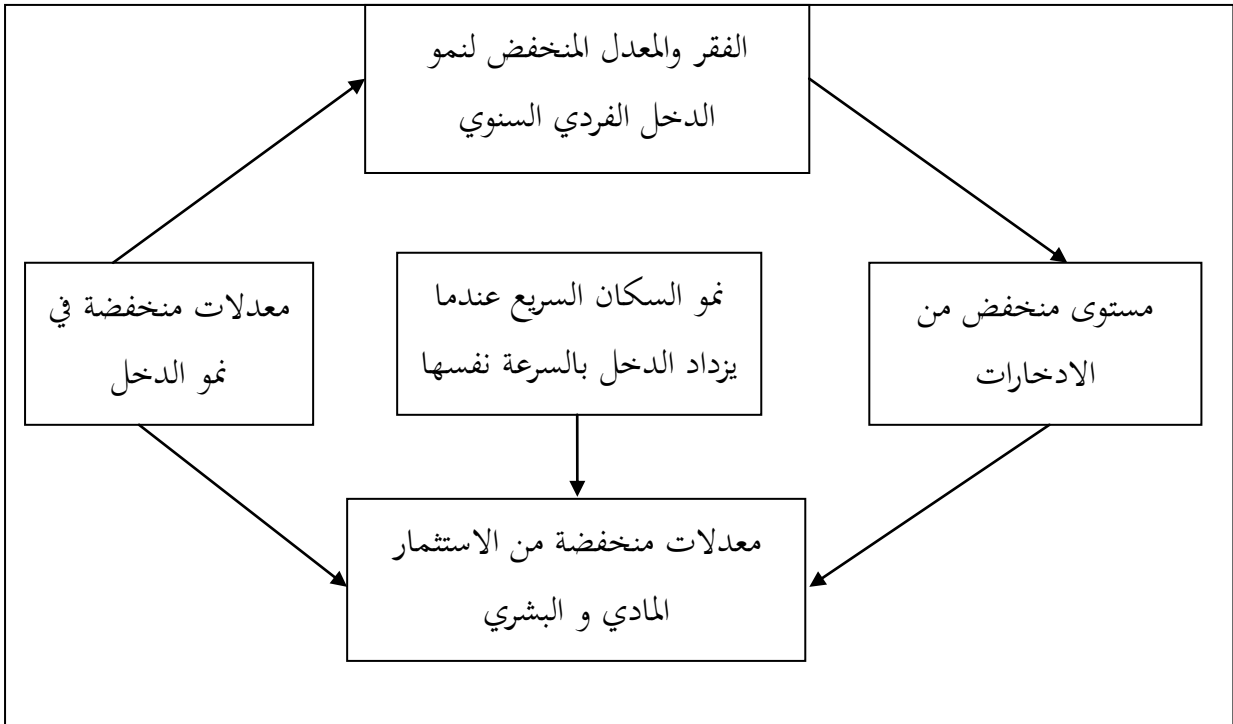 الفقر والمعدل المنخفض لنمو
الدخل الفردي السنوي
مستوى منخفض من
الادخارات
نمو السكان السريع عندما
يزداد الدخل بالسرعة نفسها
معدلات منخفضة في
نمو الدخل
معدلات منخفضة من الاستثمار
المادي و البشري